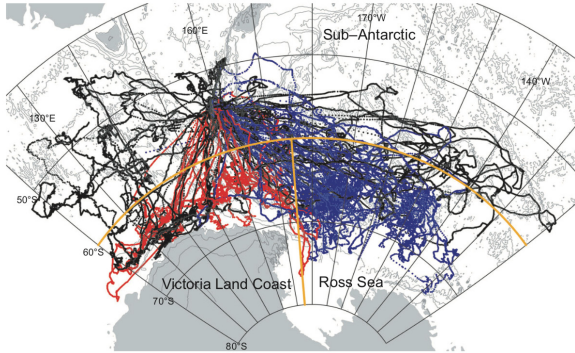 170°W
Sub–Antarctic
160°E
140°W
130°E
50°S
60°S
Victoria Land Coast
Ross Sea
70°S
80°S